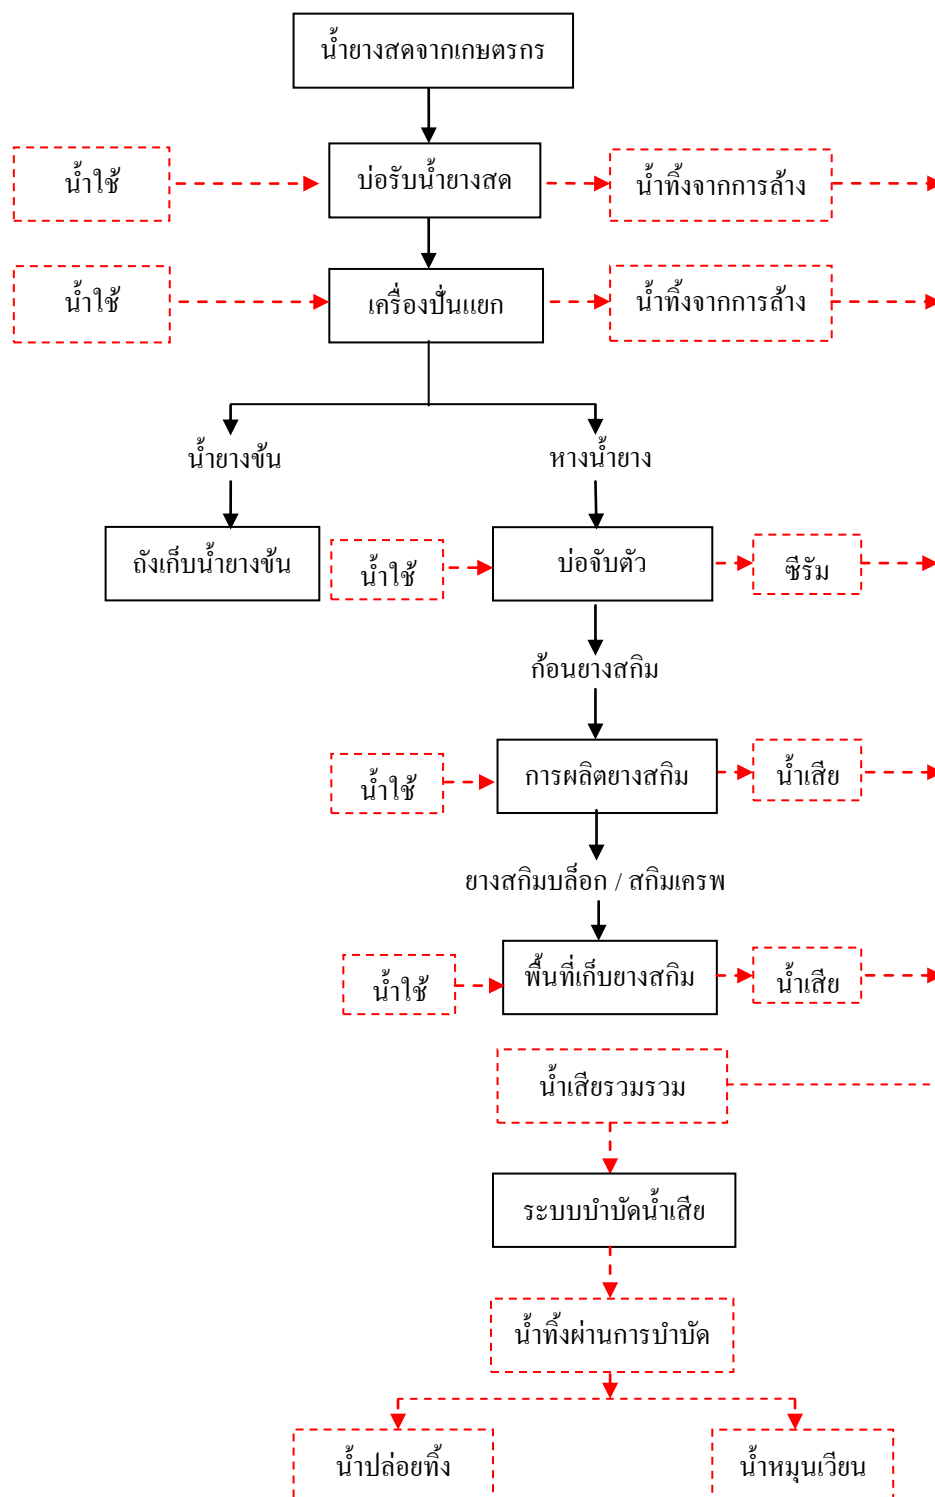 น้ำยางสดจากเกษตรกร
น้ำใช้
บ่อรับน้ำยางสด
น้ำทิ้งจากการล้าง
น้ำใช้
เครื่องปั่นแยก
น้ำทิ้งจากการล้าง
น้ำยางข้น
หางน้ำยาง
ถังเก็บน้ำยางข้น
น้ำใช้
บ่อจับตัว
ซีรัม
ก้อนยางสกิม
น้ำใช้
การผลิตยางสกิม
น้ำเสีย
ยางสกิมบล็อก / สกิมเครพ
น้ำใช้
พื้นที่เก็บยางสกิม
น้ำเสีย
น้ำเสียรวมรวม
ระบบบำบัดน้ำเสีย
น้ำทิ้งผ่านการบำบัด
น้ำปล่อยทิ้ง
น้ำหมุนเวียน